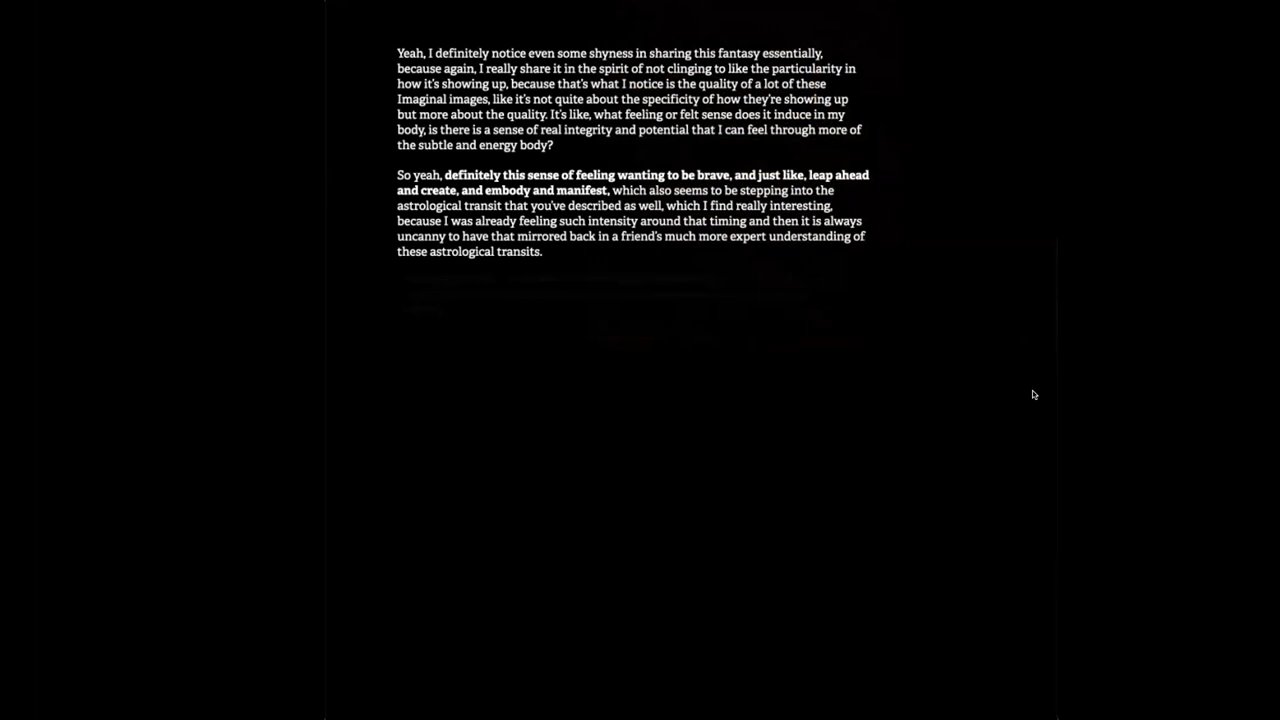 Yeah, I definitely notice even some shyness in sharing this fantasy essentially,
because again, I really share it in the spirit of not clinging to like the particularity in
how it's showing up, because that's what I notice is the quality of a lot of these
Imaginal images, like it's not quite about the specificity of how they're showing up
but more about the quality. It's like, what feeling or felt sense does it induce in my
body, is there is a sense of real integrity and potential that I can feel through more of
the subtle and energy body?
So yeah, definitely this sense of feeling wanting to be brave, and just like, leap ahead
and create, and embody and manifest, which also seems to be stepping into the
astrological transit that you've described as well, which I find really interesting,
because I was already feeling such intensity around that timing and then it is always
uncanny to have that mirrored back in a friend's much more expert understanding of
these astrological transits.